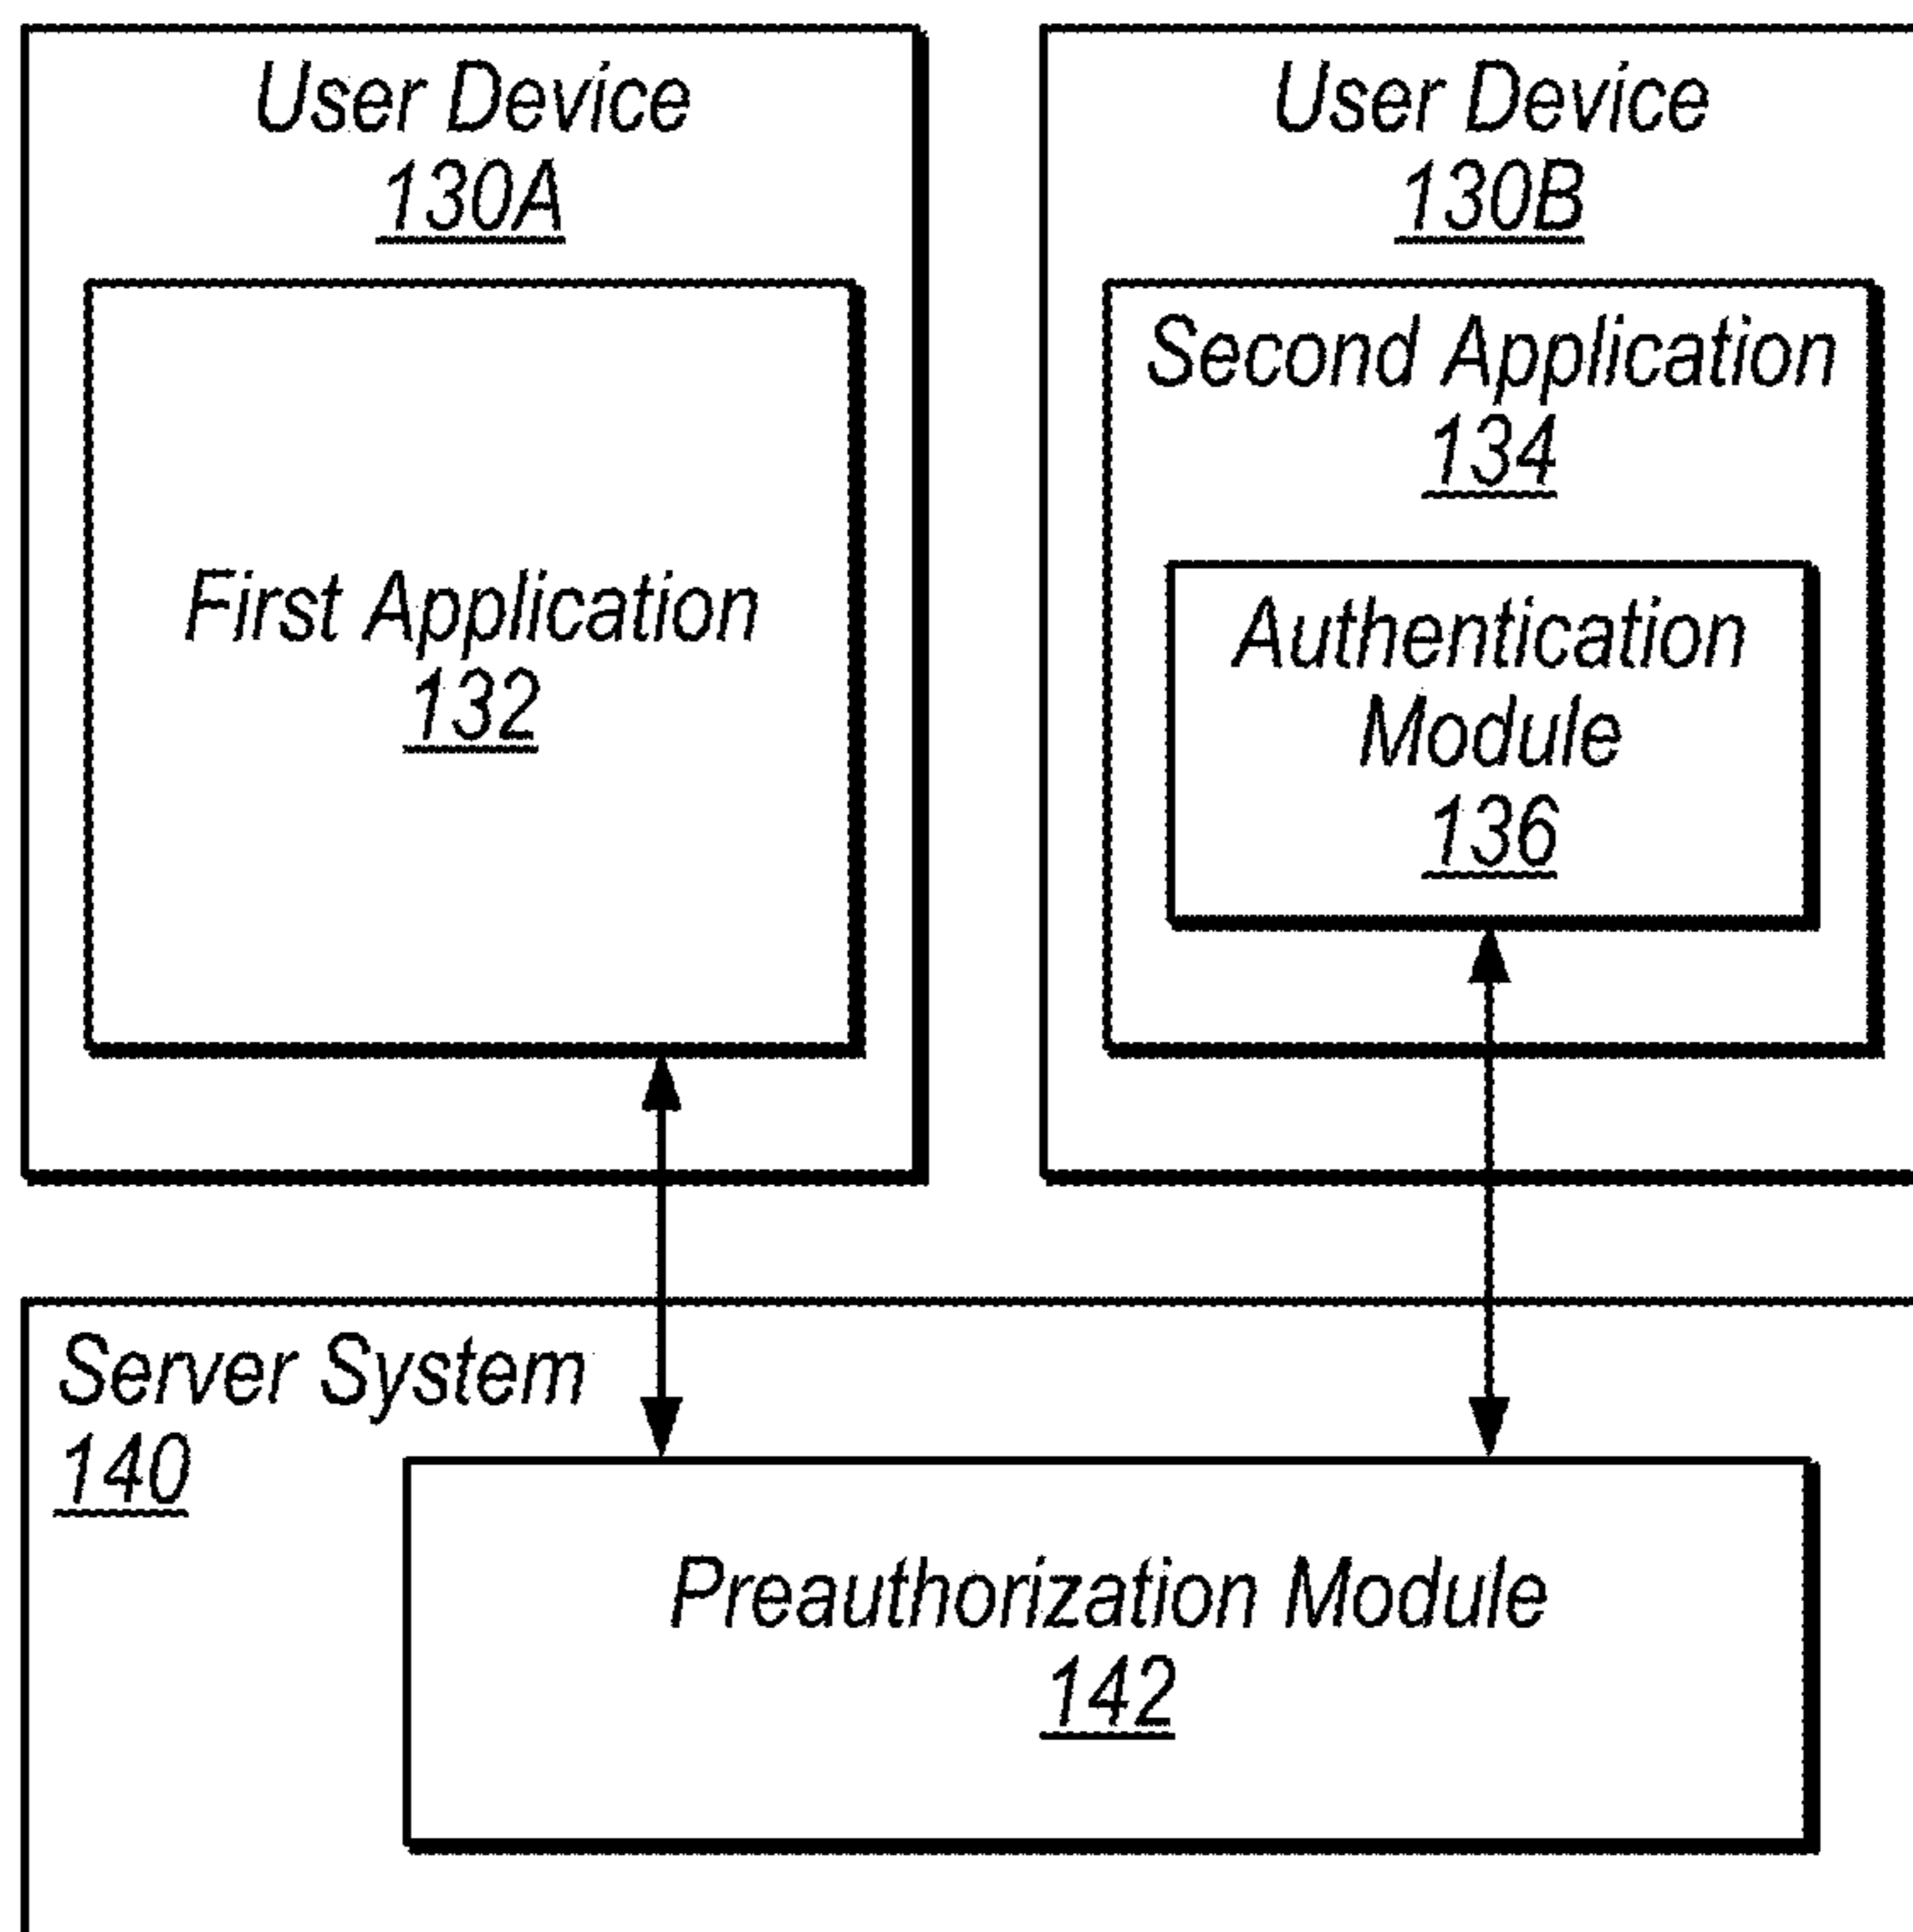 User Device
130A
First Application
132
User Device
130B
Second Application
134
Authentication
Module
136
Server System
140
Preauthorization Module
142